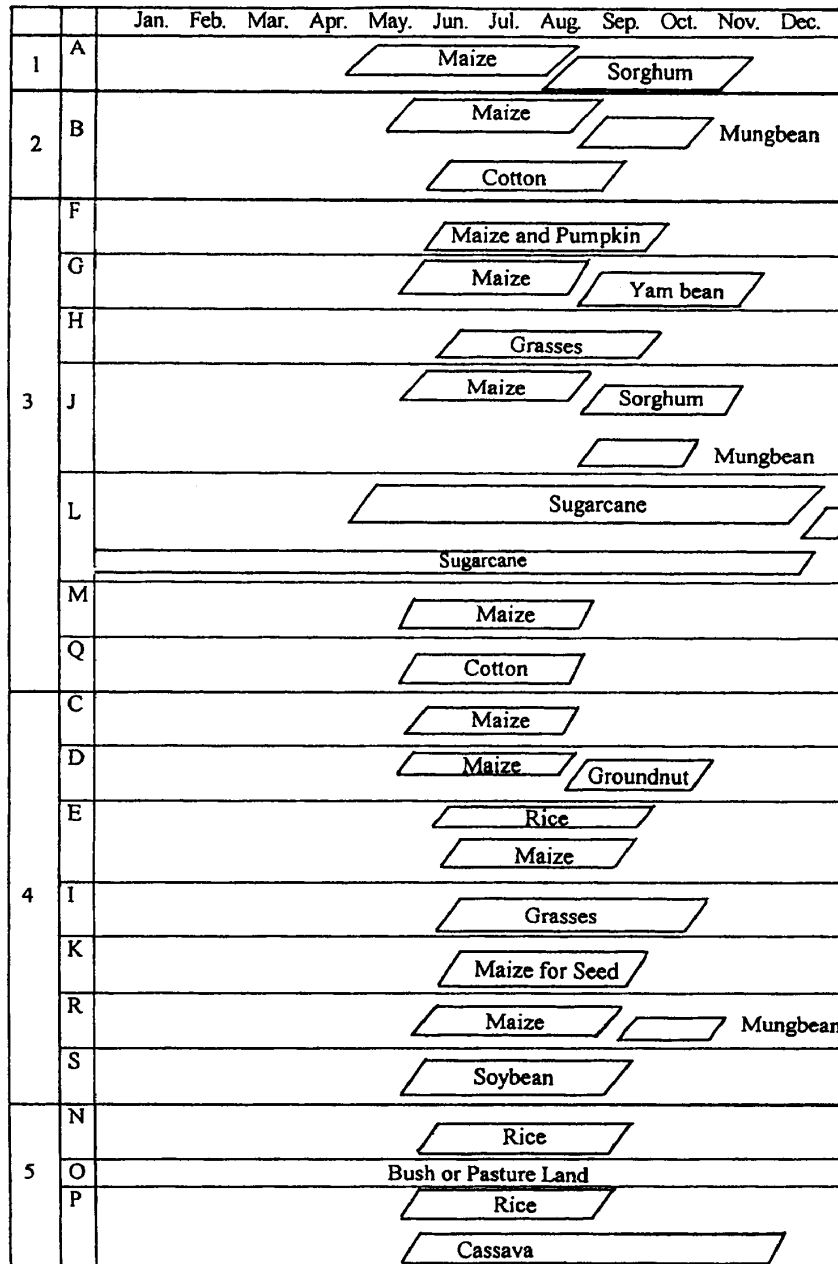 Jan. Feb. Mar. Apr. May. Jun. Jul. Aug. Sep. Oct. Nov. Dec.
1 A Maize
Sorghum
2 B Maize
Mungbean
Cotton
F
Maize and Pumpkin
G Maize
Yam bean
H
Grasses
3 J Maize
Sorghum
Mungbean
L Sugarcane
Sugarcane
M
Maize
Q
Cotton
C
Maize
D Maize
Groundnut
E Rice
Maize
4 I
Grasses
K
Maize for Seed
R
Maize Mungbean
S
Soybean
N
Rice
5 O Bush or Pasture Land
P Rice
Cassava